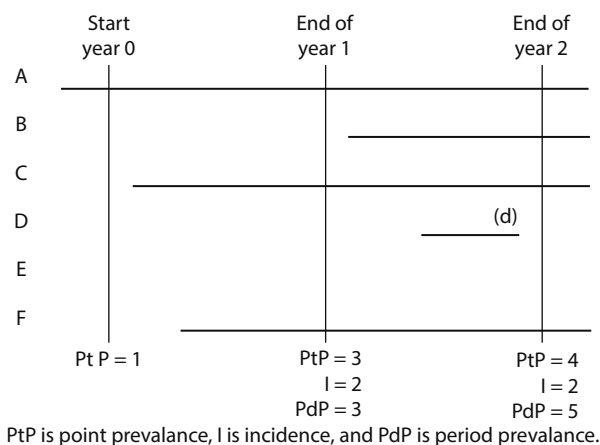 Start year 0
End of year 1
End of year 2
A
B
C
D
(d)
E
F
Pt P = 1
PtP = 3
I = 2
PdP = 3
PtP = 4
I = 2
PdP = 5
PtP is point prevalance, I is incidence, and PdP is period prevalance.